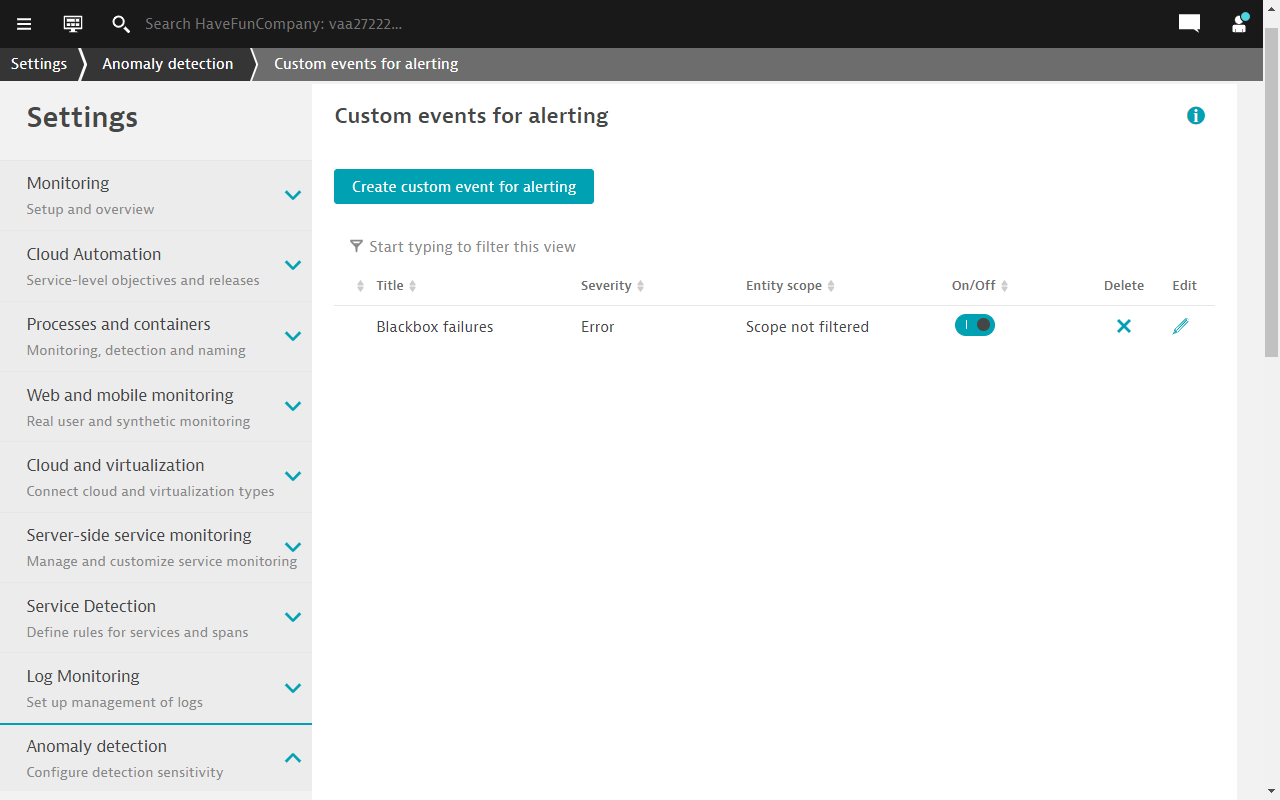 Search HaveFunCompany: vaa27222...
Settings
Anomaly detection
Custom events for alerting
Settings
Monitoring
Setup and overview
Cloud Automation
Service-level objectives and releases
Processes and containers
Monitoring, detection and naming
Web and mobile monitoring
Real user and synthetic monitoring
Cloud and virtualization
Connect cloud and virtualization types
Server-side service monitoring
Manage and customize service monitoring
Service Detection
Define rules for services and spans
Log Monitoring
Set up management of logs
Anomaly detection
Configure detection sensitivity
Custom events for alerting
Create custom event for alerting
Start typing to filter this view
Title Severity Entity scope On/Off Delete Edit
Blackbox failures Error Scope not filtered